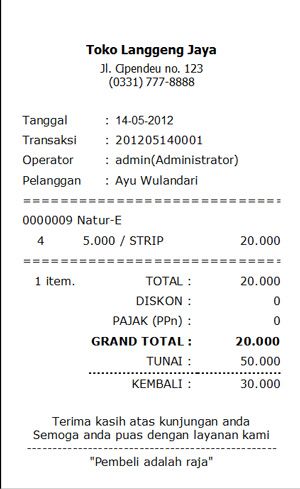 Toko Langgeng Jaya
Jl. Cipendeu no. 123
(0331) 777-8888
Tanggal : 14-05-2012
Transaksi : 201205140001
Operator : admin(Administrator)
Pelanggan : Ayu Wulandari
==============================
0000009 Natur-E
4 5.000 / STRIP 20.000
==============================
1 item. TOTAL : 20.000
DISKON : 0
PAJAK (PPn) : 0
GRAND TOTAL : 20.000
TUNAI : 50.000
KEMBALI : 30.000
Terima kasih atas kunjungan anda
Semoga anda puas dengan layanan kami
----------------------------------------
"Pembeli adalah raja"